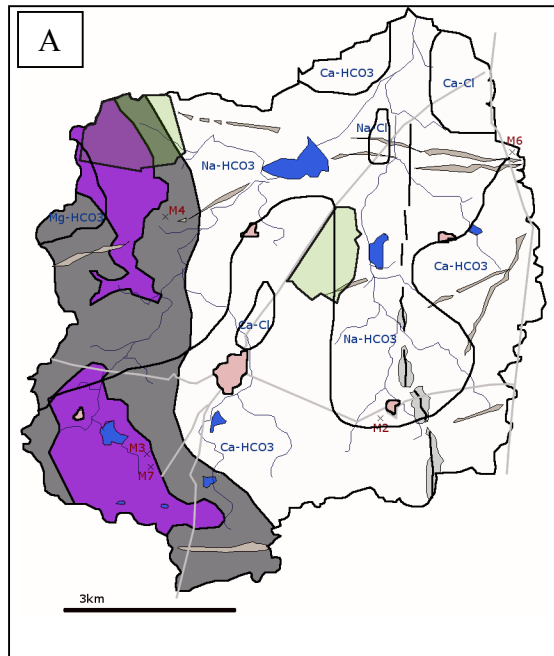 A
Ca-HCO3
Ca-Cl
Na-Cl
M6
Na-HCO3
Mg-HCO3
M4
Ca-HCO3
Ca-Cl
Na-HCO3
M2
Ca-HCO3
M3
M7
3km